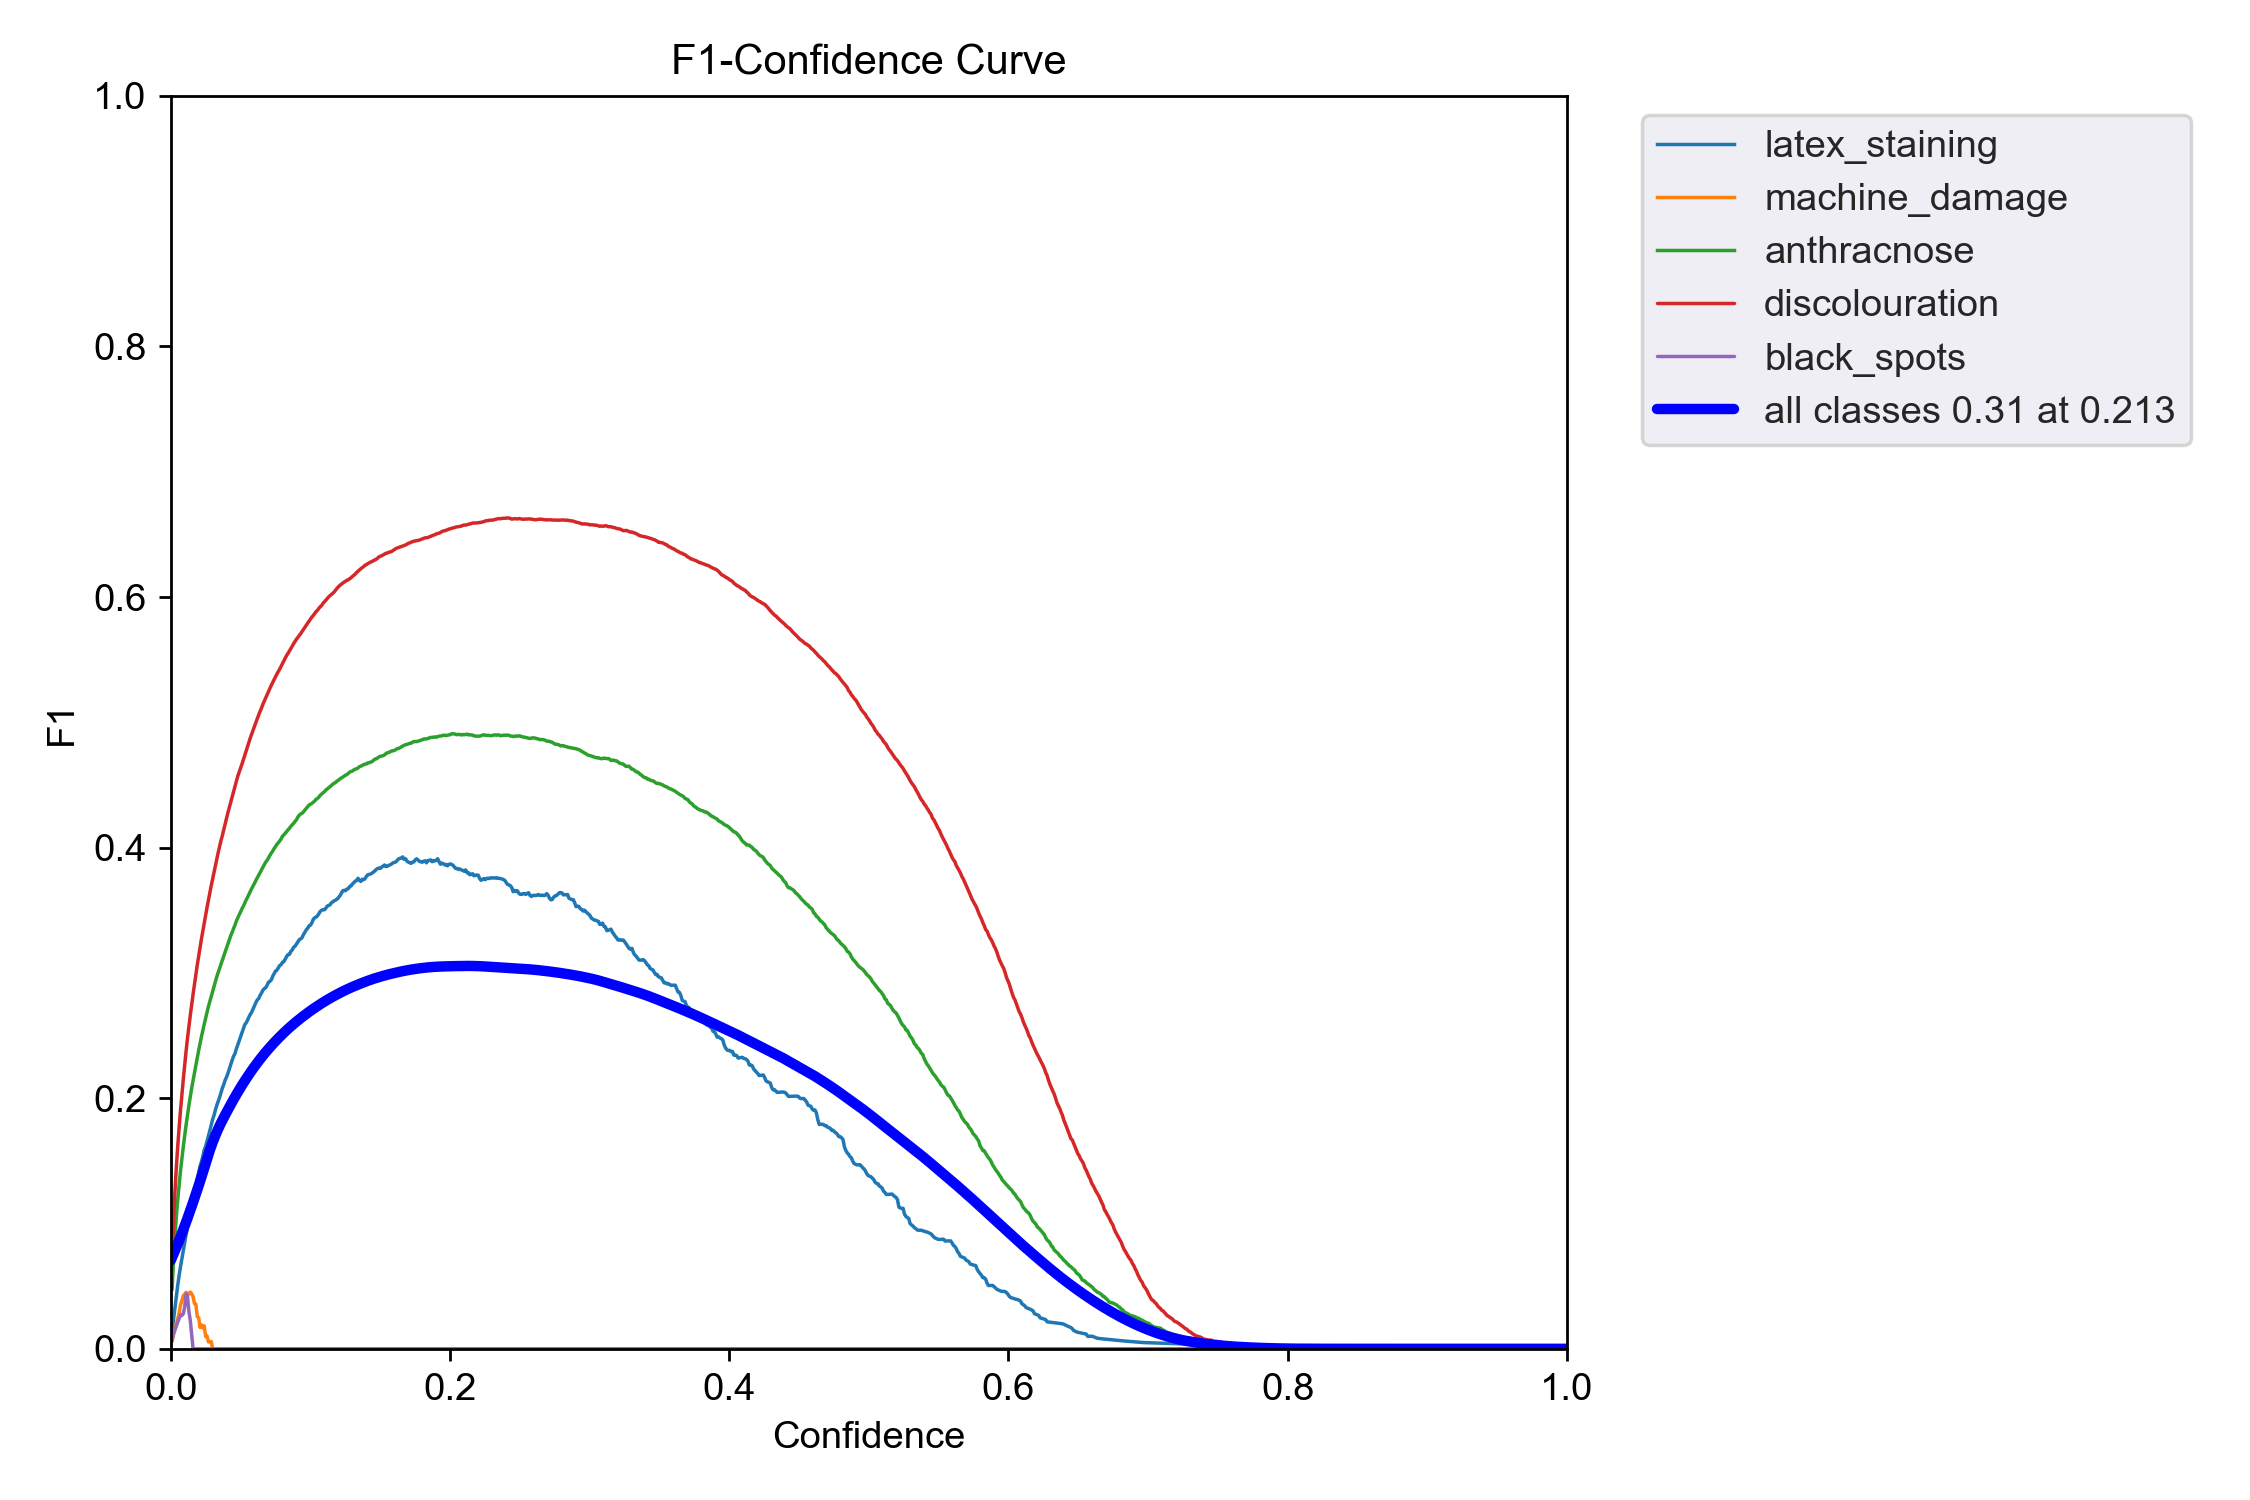 F1-Confidence Curve
1.0
0.8
0.6
0.4
0.2
0.0
F1
0.0 0.2 0.4 0.6 0.8 1.0
Confidence
latex_staining
machine_damage
anthracnose
discolouration
black_spots
all classes 0.31 at 0.213